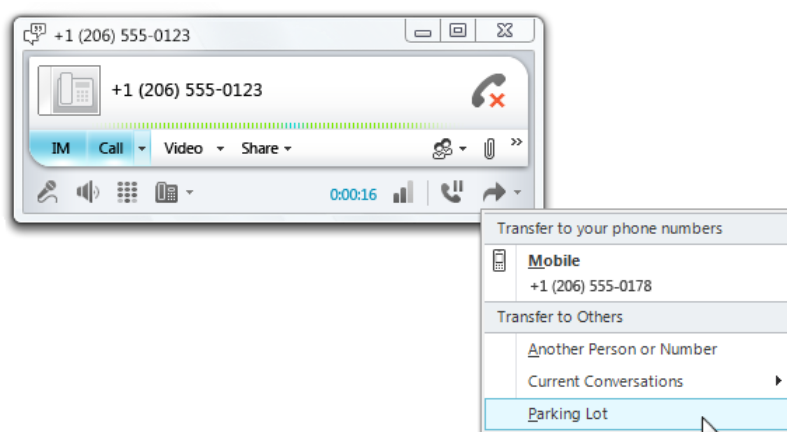 +1 (206) 555-0123
+1 (206) 555-0123
IM Call Video Share
0:00:16
Transfer to your phone numbers
Mobile
+1 (206) 555-0178
Transfer to Others
Another Person or Number
Current Conversations
Parking Lot